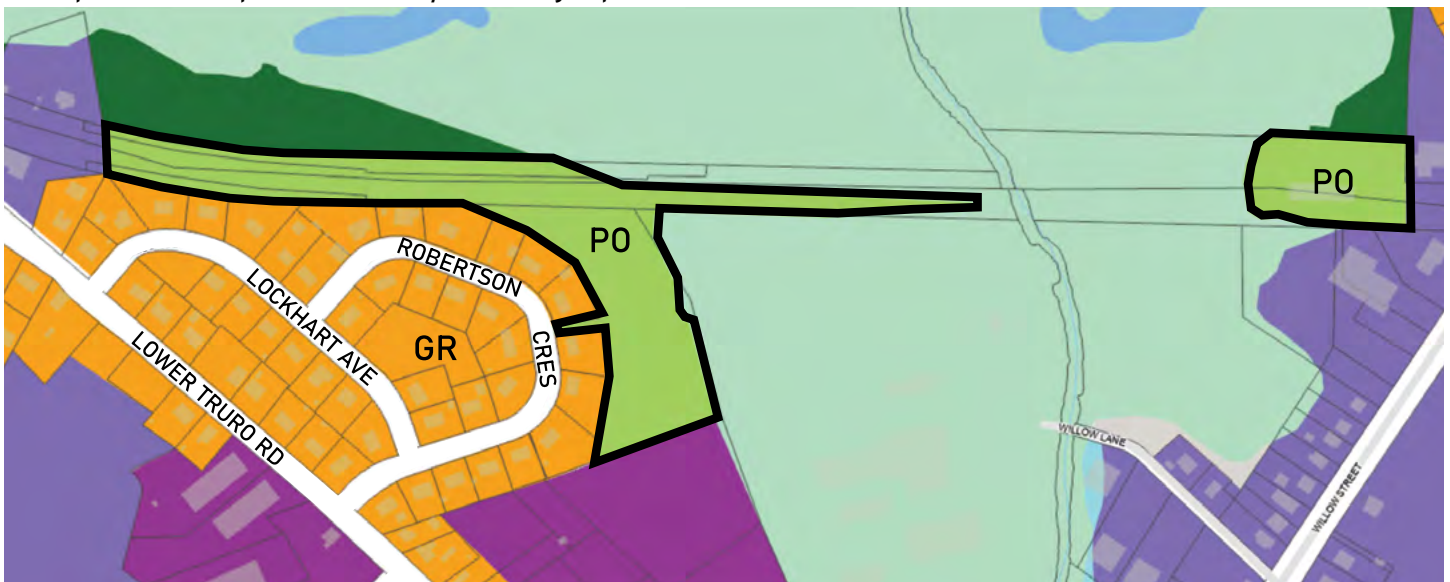 PO
PO
ROBERTSON
CRES
LOCKHART AVE
GR
LOWER TRURO RD
WILLOW LANE
WILLOW STREET